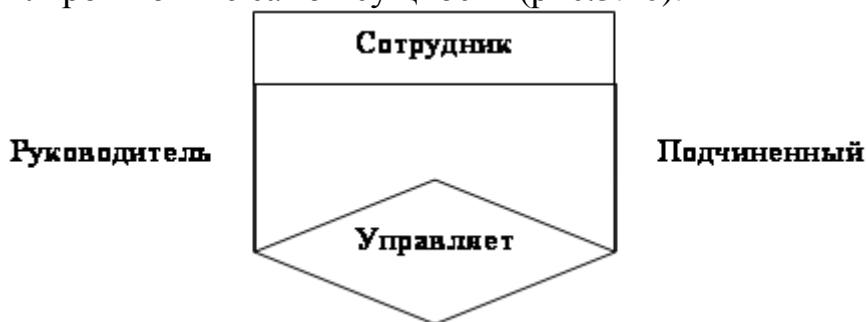 Сотрудник
Руководитель Подчиненный
Управляет